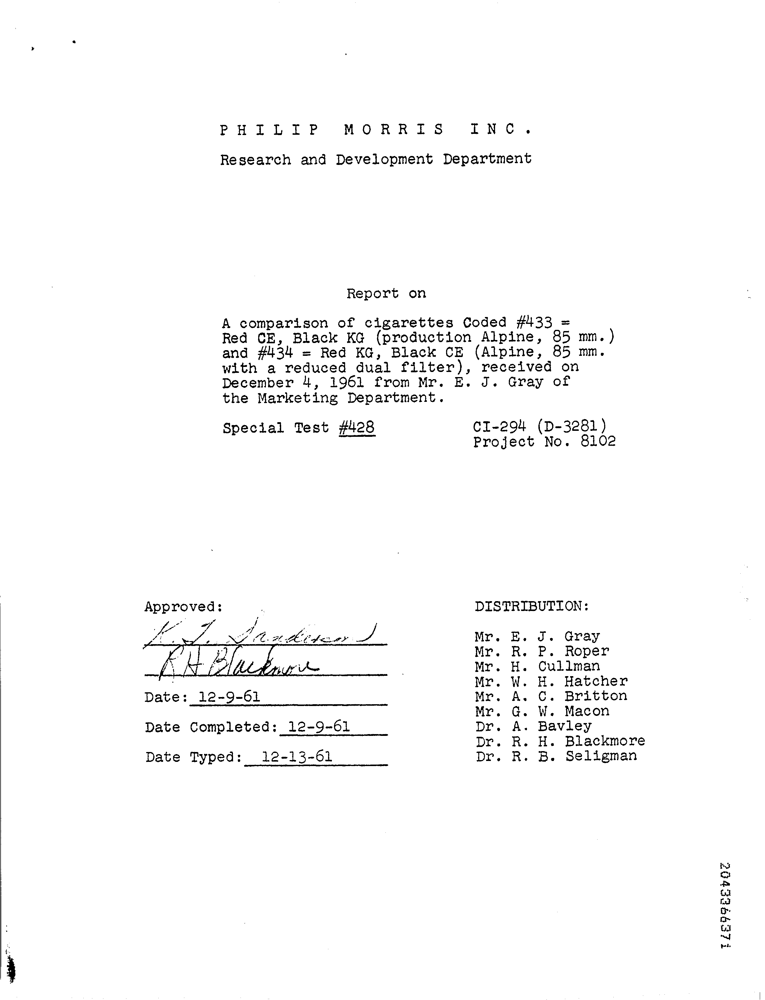 PHILIP MORRIS INC.
Research and Development Department
Report on
A comparison of cigarettes Coded #433 =
Red CE, Black KG (production Alpine, 85 mm.)
and #434 = Red KG, Black CE (Alpine, 85 mm.
with a reduced dual filter), received on
December 4, 1961 from Mr. E. J. Gray of
the Marketing Department.
Special Test #428
CI-294 (D-3281)
Project No. 8102
Approved:
R H Blackmore
Date: 12-9-61
Date Completed: 12-9-61
Date Typed: 12-13-61
DISTRIBUTION:
Mr. E. J. Gray
Mr. R. P. Roper
Mr. H. Cullman
Mr. W. H. Hatcher
Mr. A. C. Britton
Mr. G. W. Macon
Dr. A. Bavley
Dr. R. H. Blackmore
Dr. R. B. Seligman
2043366371